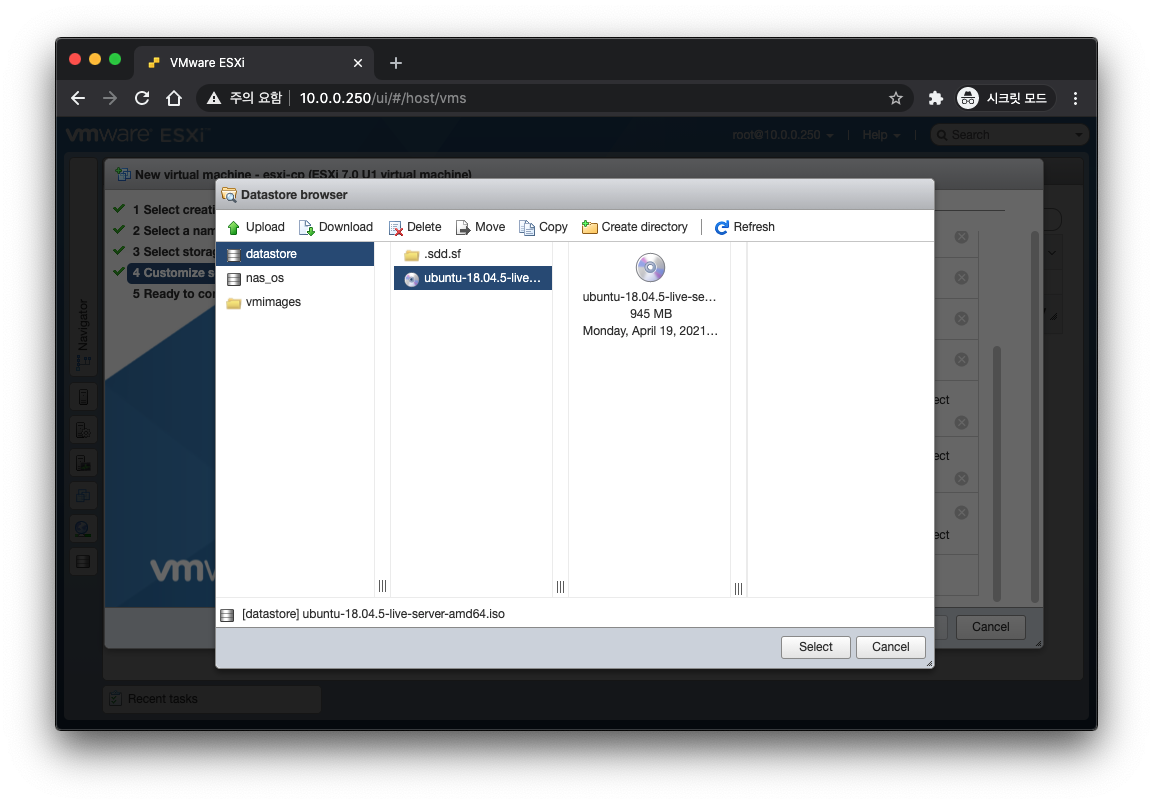 VMware ESXi
주의 요함
10.0.0.250/ui/#/host/vms
시크릿 모드
vmware ESXi™
root@10.0.0.250
Help
Search
New virtual machine - esxi-cp (ESXi 7.0 U1 virtual machine)
Datastore browser
1 Select creati
2 Select a nam
3 Select storag
4 Customize s
5 Ready to co
Navigator
Upload
Download
Delete
Move
Copy
Create directory
Refresh
datastore
nas_os
vmimages
.sdd.sf
ubuntu-18.04.5-live...
ubuntu-18.04.5-live-se...
945 MB
Monday, April 19, 2021...
ect
ect
ect
vm
[datastore] ubuntu-18.04.5-live-server-amd64.iso
Select
Cancel
Cancel
Recent tasks